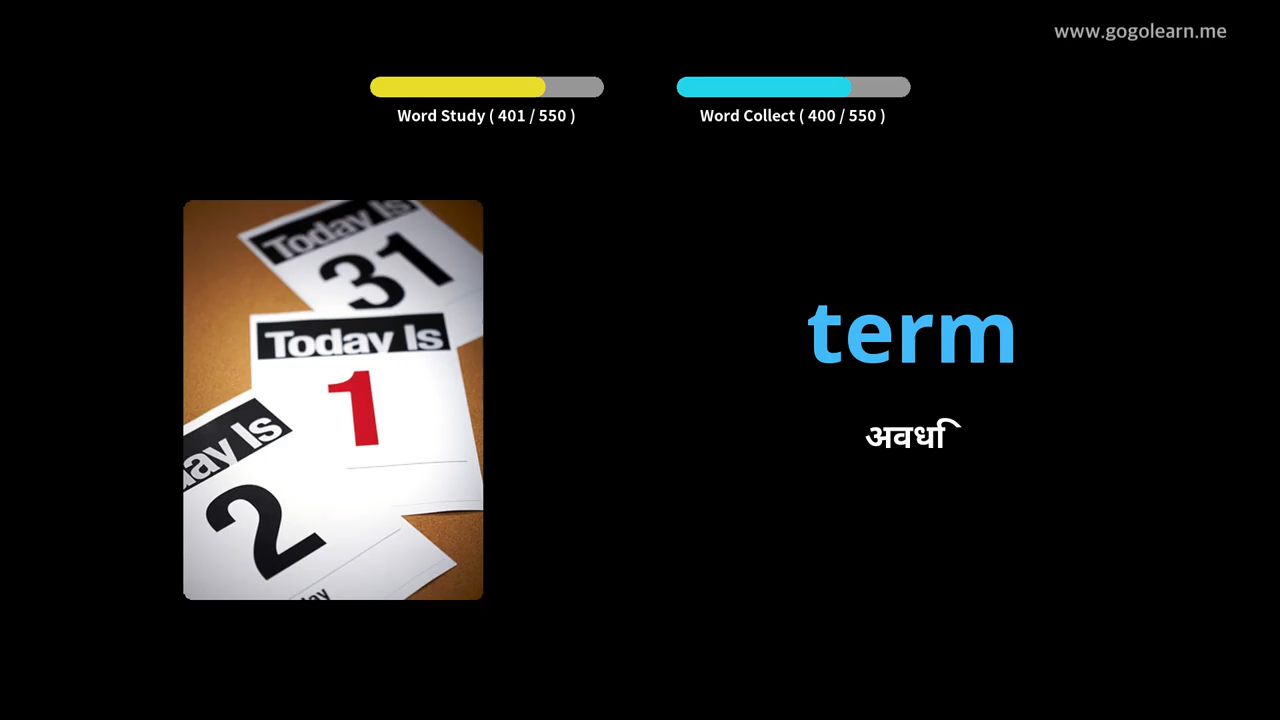 www.gogolearn.me
Word Study ( 401 / 550 )
Word Collect ( 400 / 550 )
Today Is
31
Today Is
1
ay Is
2
ay
term
अवधि